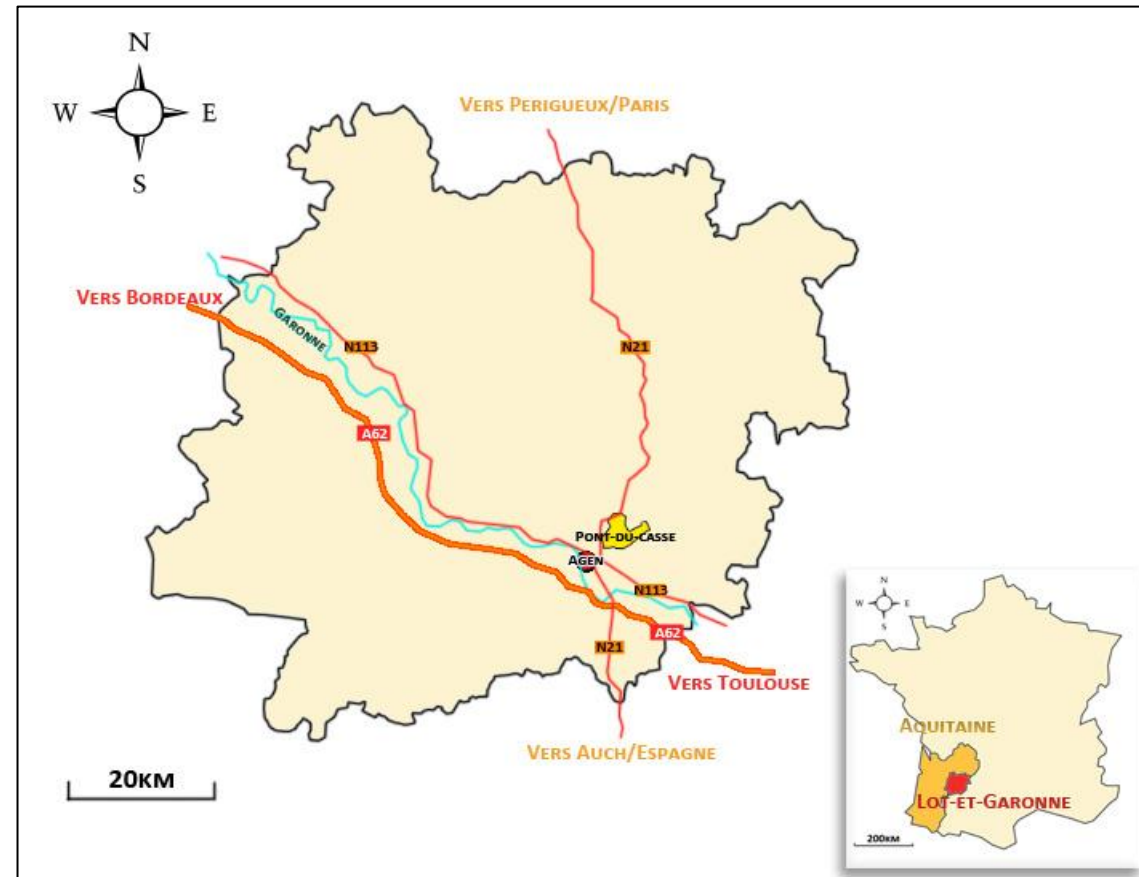 N
W E
S
VERS PERIGUEUX/PARIS
VERS BORDEAUX
GARONNE
N113
N21
A62
PONT-DU-CASSE
AGEN
N113
A62
N21
VERS TOULOUSE
VERS AUCH/ESPAGNE
20KM
N
W E
S
AQUITAINE
LOT-ET-GARONNE
200KM